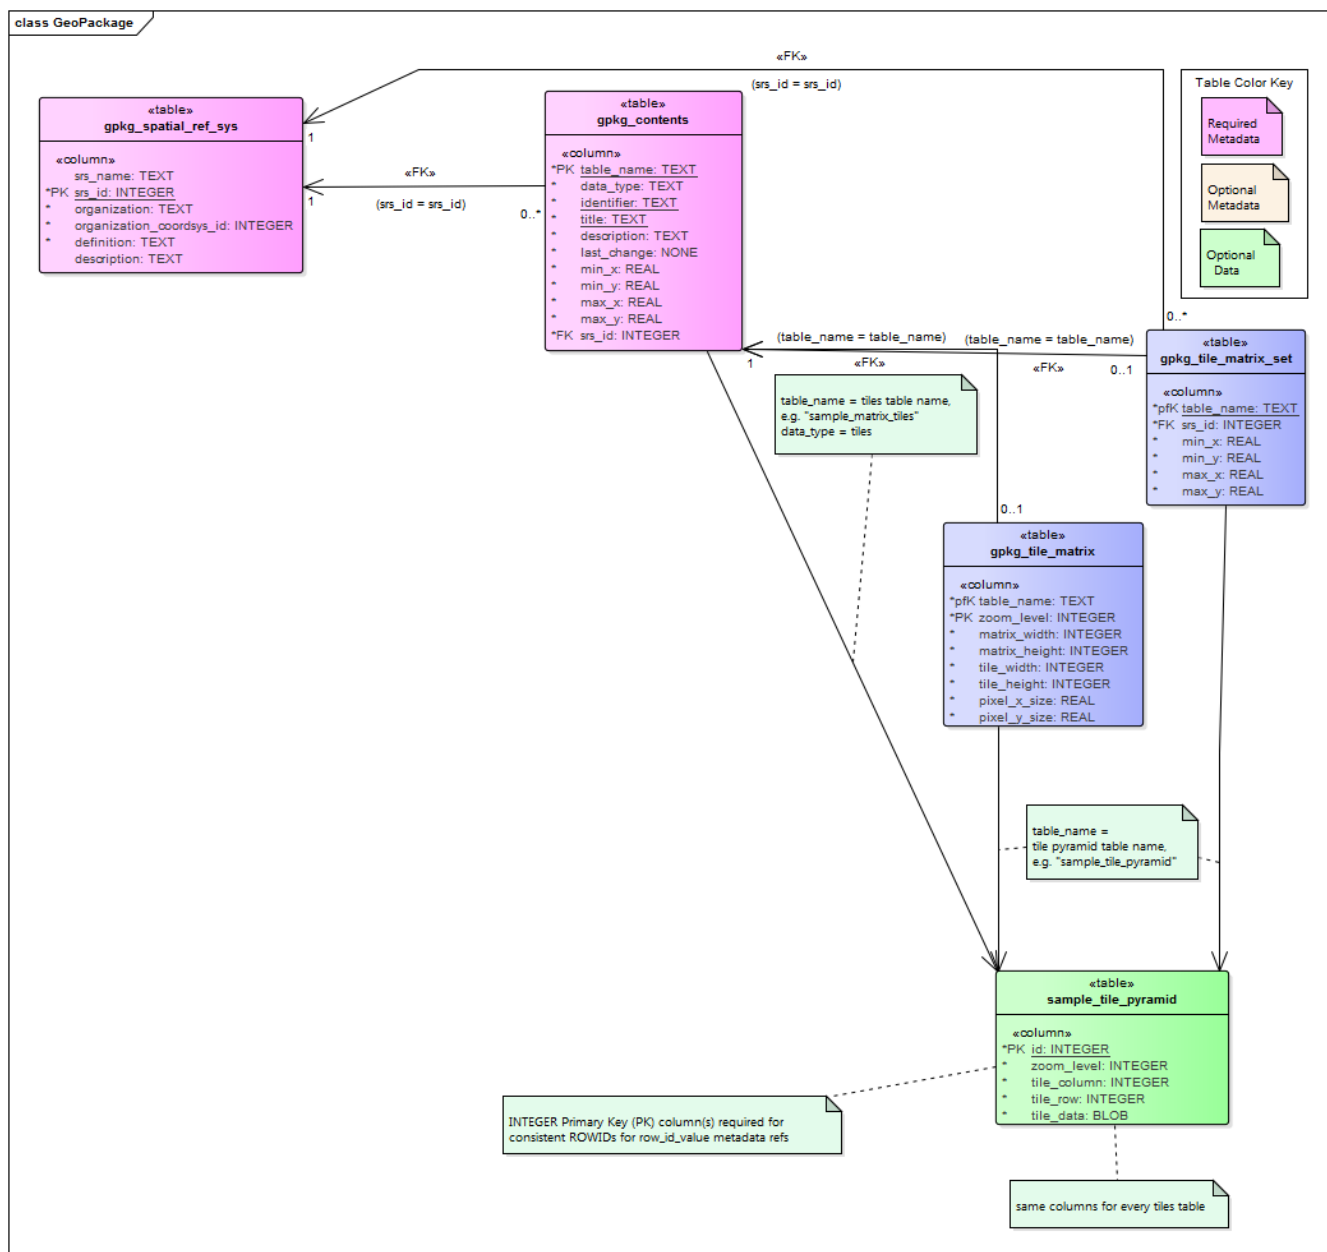 class GeoPackage
«FK»
(srs_id = srs_id)
Table Color Key
Required
Metadata
Optional
Metadata
Optional
Data
«table»
gpkg_spatial_ref_sys
«column»
srs_name: TEXT
*PK srs_id: INTEGER
* organization: TEXT
* organization_coordsys_id: INTEGER
* definition: TEXT
description: TEXT
1
1
«FK»
(srs_id = srs_id)
0..*
«table»
gpkg_contents
«column»
*PK table_name: TEXT
* data_type: TEXT
* identifier: TEXT
* title: TEXT
* description: TEXT
* last_change: NONE
* min_x: REAL
* min_y: REAL
* max_x: REAL
* max_y: REAL
*FK srs_id: INTEGER
0..*
(table_name = table_name)
(table_name = table_name)
1
«FK»
«FK»
0..1
«table»
gpkg_tile_matrix_set
«column»
*pfK table_name: TEXT
*FK srs_id: INTEGER
* min_x: REAL
* min_y: REAL
* max_x: REAL
* max_y: REAL
table_name = tiles table name,
e.g. "sample_matrix_tiles"
data_type = tiles
0..1
«table»
gpkg_tile_matrix
«column»
*pfK table_name: TEXT
*PK zoom_level: INTEGER
* matrix_width: INTEGER
* matrix_height: INTEGER
* tile_width: INTEGER
* tile_height: INTEGER
* pixel_x_size: REAL
* pixel_y_size: REAL
table_name =
tile pyramid table name,
e.g. "sample_tile_pyramid"
«table»
sample_tile_pyramid
«column»
*PK id: INTEGER
* zoom_level: INTEGER
* tile_column: INTEGER
* tile_row: INTEGER
* tile_data: BLOB
INTEGER Primary Key (PK) column(s) required for
consistent ROWIDs for row_id_value metadata refs
same columns for every tiles table